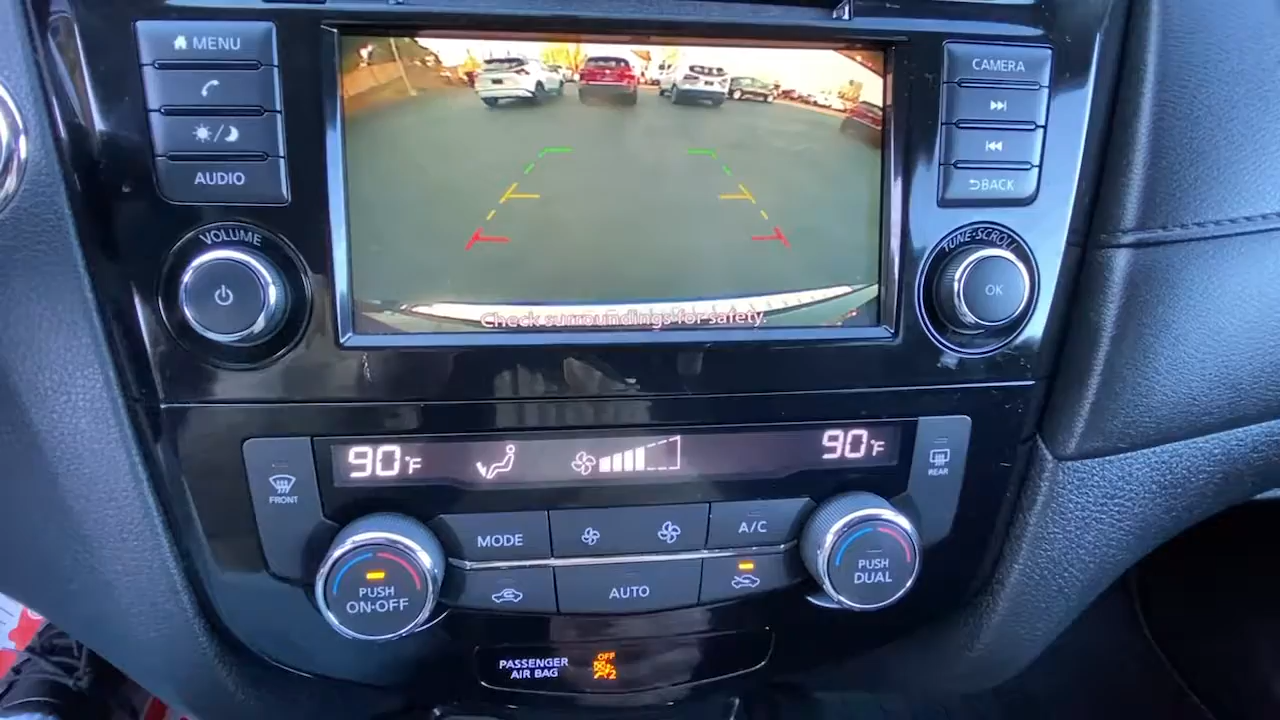 MENU
AUDIO
VOLUME
CAMERA
BACK
TUNE·SCROLL
OK
Check surroundings for safety.
90°F
90°F
FRONT
REAR
MODE
A/C
AUTO
PUSH
ON·OFF
PUSH
DUAL
PASSENGER
AIR BAG
OFF
2